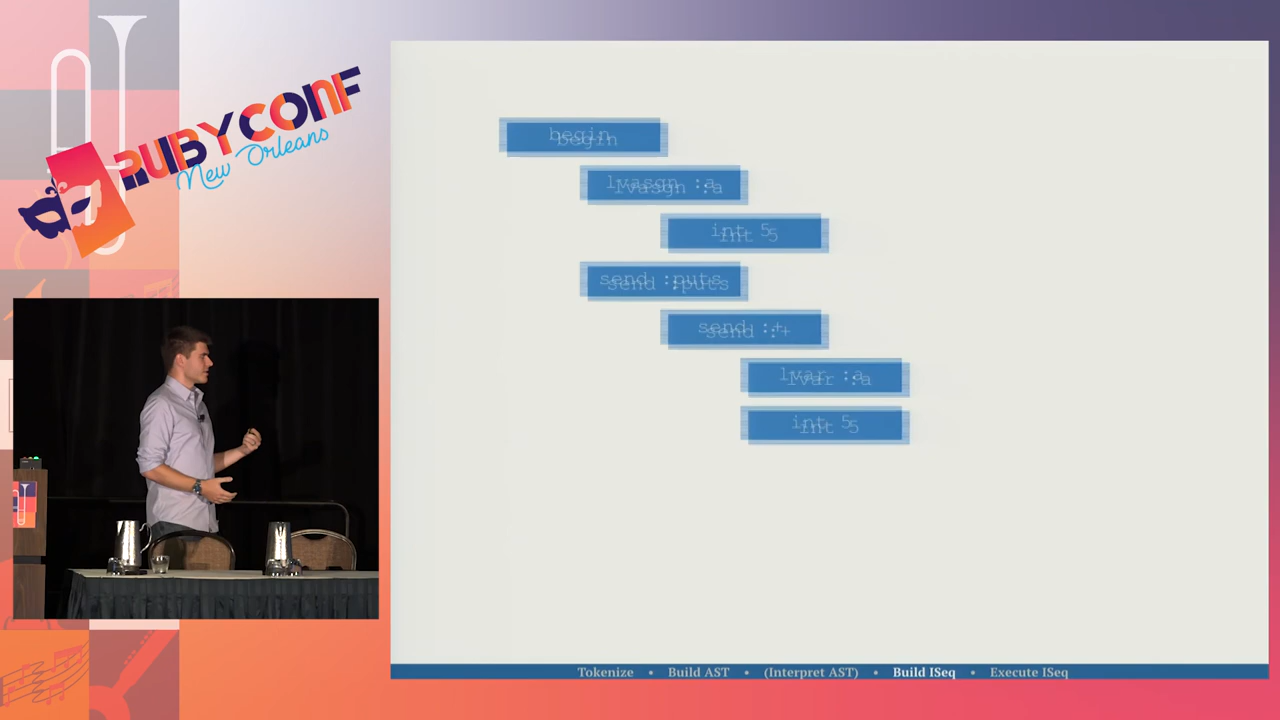 RUBYCONF
New Orleans
begin
lvasgn :a
int 5
send :puts
send :+
lvar :a
int 5
Tokenize • Build AST • (Interpret AST) • Build ISeq • Execute ISeq